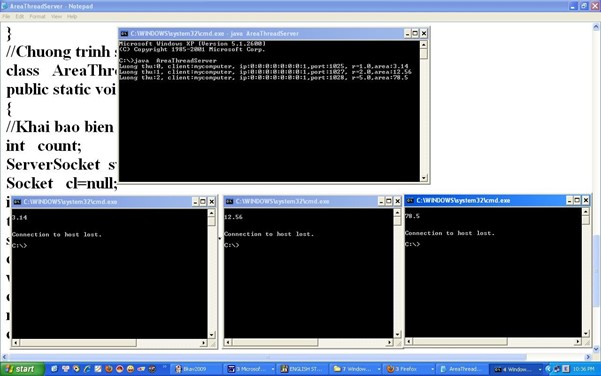 AreaThreadServer - Notepad
File Edit Format View Help
}
//Chuong trinh s
class AreaThre
public static voi
{
//Khai bao bien
int count;
ServerSocket s
Socket cl=null;
C:\WINDOWS\system32\cmd.exe - java AreaThreadServer
Microsoft Windows XP [Version 5.1.2600]
(C) Copyright 1985-2001 Microsoft Corp.
C:\>java AreaThreadServer
Luong thu:0, client:mycomputer, ip:0:0:0:0:0:0:0:1,port:1025, r=1.0,area:3.14
Luong thu:1, client:mycomputer, ip:0:0:0:0:0:0:0:1,port:1027, r=2.0,area:12.56
Luong thu:2, client:mycomputer, ip:0:0:0:0:0:0:0:1,port:1028, r=5.0,area:78.5
C:\WINDOWS\system32\cmd.exe
3.14
Connection to host lost.
C:\>
C:\WINDOWS\system32\cmd.exe
12.56
Connection to host lost.
C:\>
C:\WINDOWS\system32\cmd.exe
78.5
Connection to host lost.
C:\>
start
Btav2009
3 Microsof...
ENGLISH ST...
3 Window...
3 Firefox
AreaThread...
4 Window...
10:36 PM